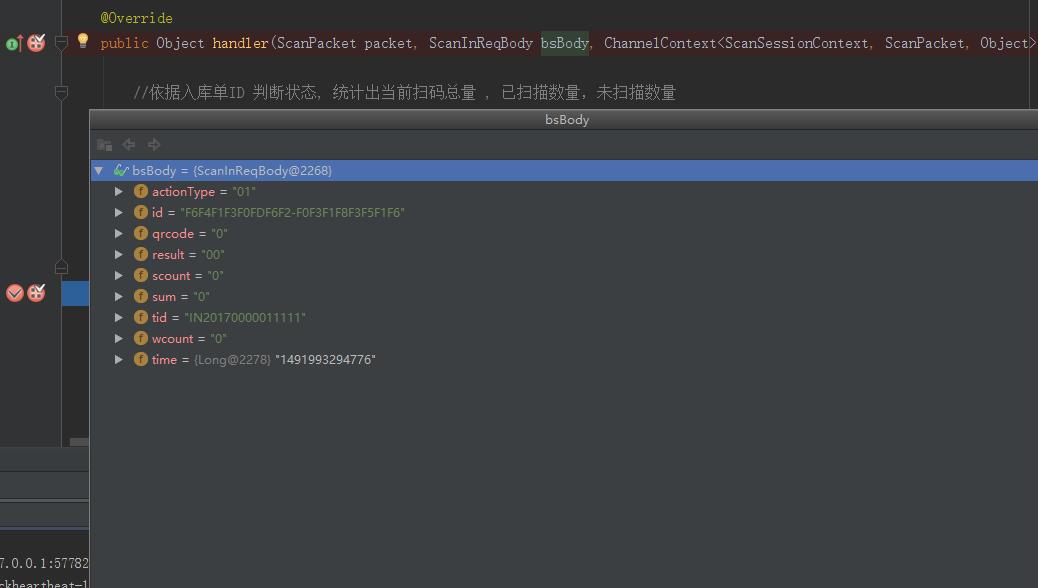 @Override
public Object handler(ScanPacket packet, ScanInReqBody bsBody, ChannelContext<ScanSessionContext, ScanPacket, Object>
//依据入库单ID 判断状态, 统计出当前扫码总量 , 已扫描数量, 未扫描数量
bsBody
bsBody = {ScanInReqBody@2268}
actionType = "01"
id = "F6F4F1F3F0FDF6F2-F0F3F1F8F3F5F1F6"
qrcode = "0"
result = "00"
scount = "0"
sum = "0"
tid = "IN20170000011111"
wcount = "0"
time = {Long@2278} "1491993294776"
7.0.0.1:57782
ckheartbeat-1